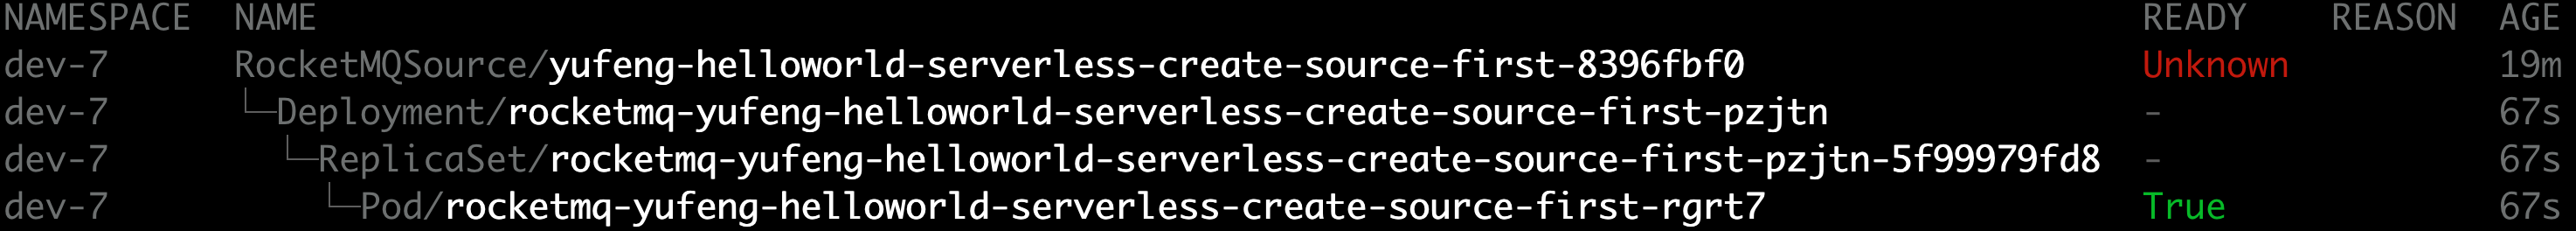 NAMESPACE  NAME  READY  REASON  AGE
dev-7  RocketMQSource/yufeng-helloworld-serverless-create-source-first-8396fbf0  Unknown  19m
dev-7  └─Deployment/rocketmq-yufeng-helloworld-serverless-create-source-first-pzjtn  -  67s
dev-7    └─ReplicaSet/rocketmq-yufeng-helloworld-serverless-create-source-first-pzjtn-5f99979fd8  -  67s
dev-7      └─Pod/rocketmq-yufeng-helloworld-serverless-create-source-first-rgrt7  True  67s